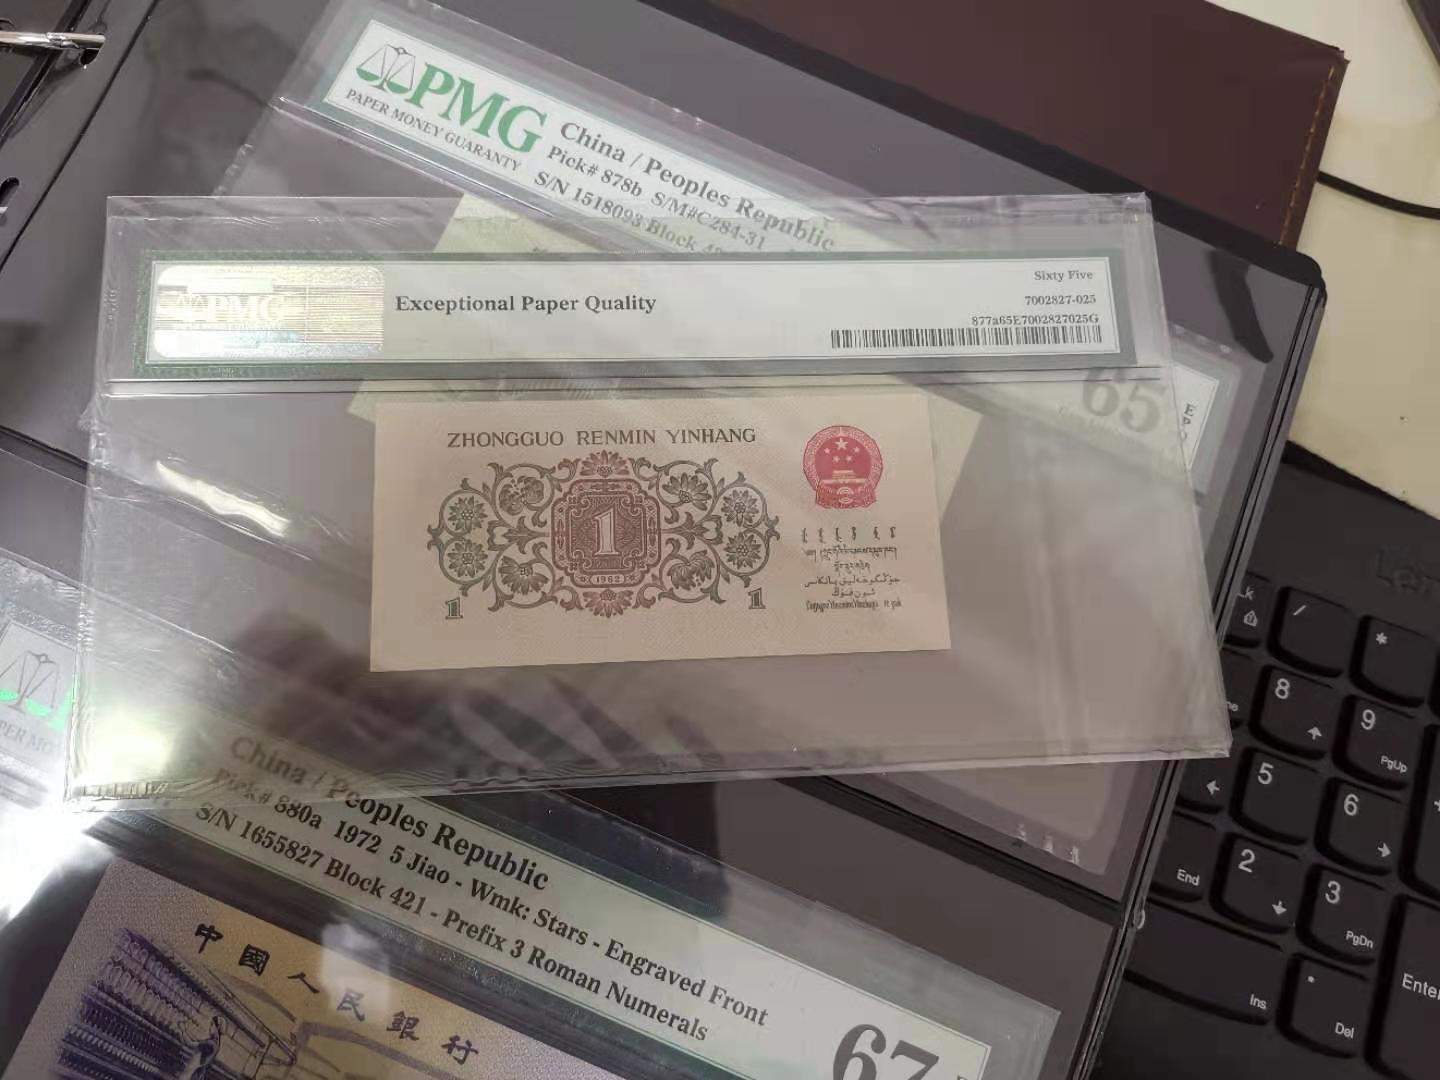 PMG
PAPER MONEY GUARANTY
China / Peoples Republic
Pick# 878b S/M#C284-31
S/N 1518093 Block
PMG
Exceptional Paper Quality
Sixty Five
7002827-025
877a65E7002827025G
65
ZHONGGUO RENMIN YINHANG
1
(1962)
1
1
China / Peoples Republic
Pick# 880a 1972 5 Jiao - Wmk: Stars - Engraved Front
S/N 1655827 Block 421 - Prefix 3 Roman Numerals
67
中國人民銀行
/
*
8
9
PgUp
5
6
End
2
3
PgDn
Enter
Ins
.
Del